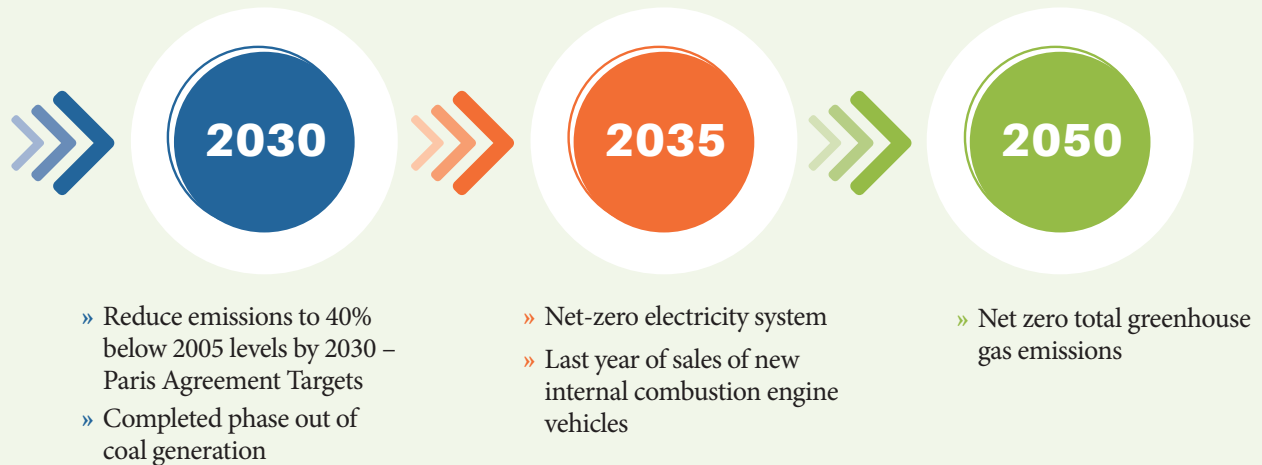 2030
» Reduce emissions to 40%
below 2005 levels by 2030 –
Paris Agreement Targets
» Completed phase out of
coal generation
2035
» Net-zero electricity system
» Last year of sales of new
internal combustion engine
vehicles
2050
» Net zero total greenhouse
gas emissions